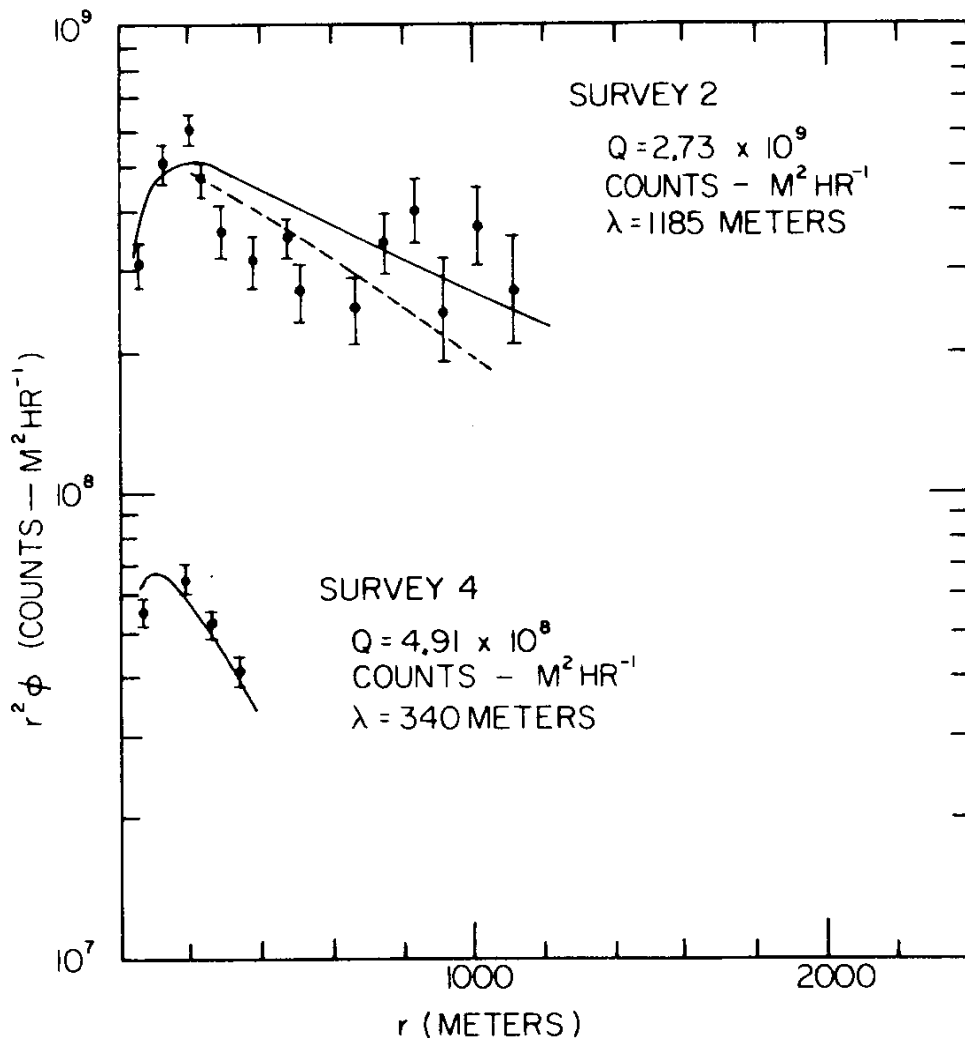 10⁹
SURVEY 2
Q = 2.73 × 10⁹
COUNTS – M² HR⁻¹
λ = 1185 METERS
r² ϕ (COUNTS — M² HR⁻¹)
10⁸
SURVEY 4
Q = 4.91 × 10⁸
COUNTS – M² HR⁻¹
λ = 340 METERS
10⁷
1000
2000
r (METERS)